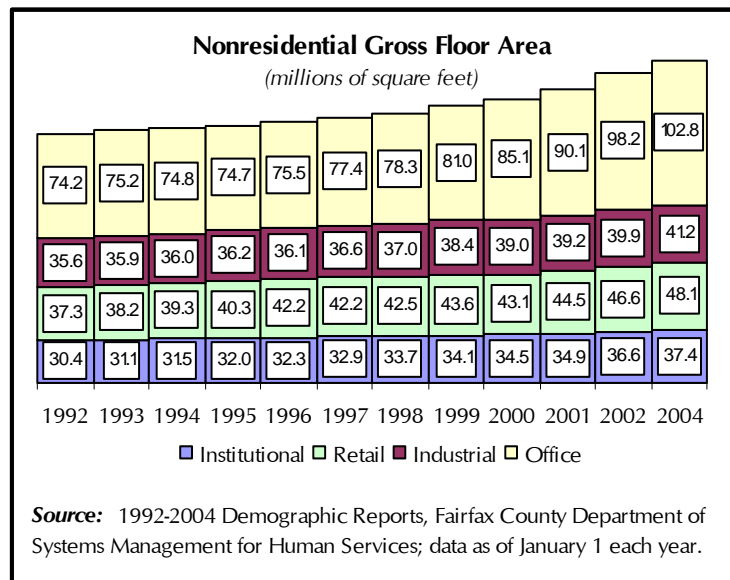 Nonresidential Gross Floor Area
(millions of square feet)
74.2 75.2 74.8 74.7 75.5 77.4 78.3 81.0 85.1 90.1 98.2 102.8
35.6 35.9 36.0 36.2 36.1 36.6 37.0 38.4 39.0 39.2 39.9 41.2
37.3 38.2 39.3 40.3 42.2 42.2 42.5 43.6 43.1 44.5 46.6 48.1
30.4 31.1 31.5 32.0 32.3 32.9 33.7 34.1 34.5 34.9 36.6 37.4
1992 1993 1994 1995 1996 1997 1998 1999 2000 2001 2002 2004
Institutional Retail Industrial Office
Source: 1992-2004 Demographic Reports, Fairfax County Department of
Systems Management for Human Services; data as of January 1 each year.